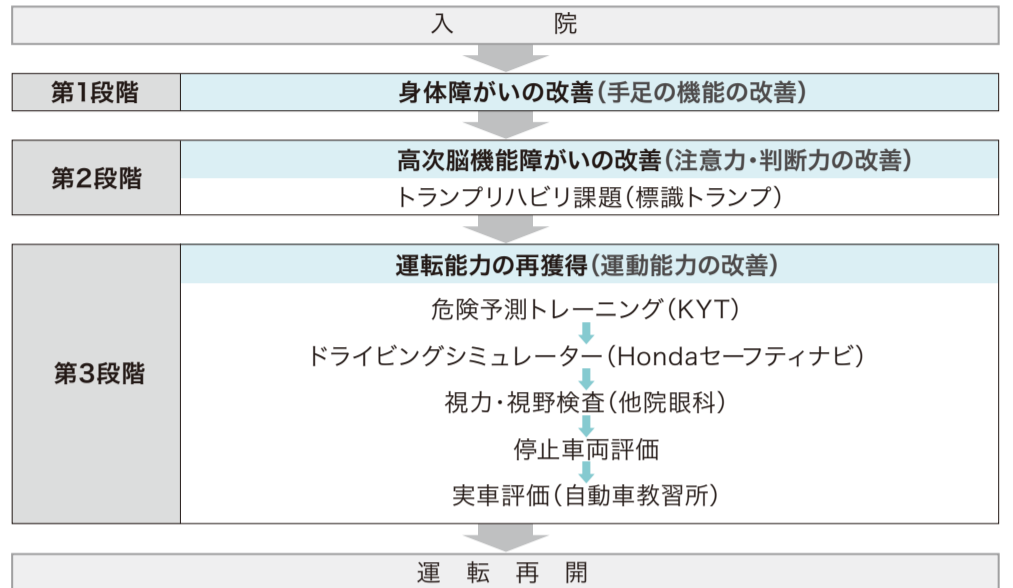 入院
第1段階
身体障がいの改善(手足の機能の改善)
第2段階
高次脳機能障がいの改善(注意力・判断力の改善)
トランプリハビリ課題(標識トランプ)
第3段階
運転能力の再獲得(運動能力の改善)
危険予測トレーニング(KYT)
ドライビングシミュレーター(Hondaセーフティナビ)
視力・視野検査(他院眼科)
停止車両評価
実車評価(自動車教習所)
運転再開